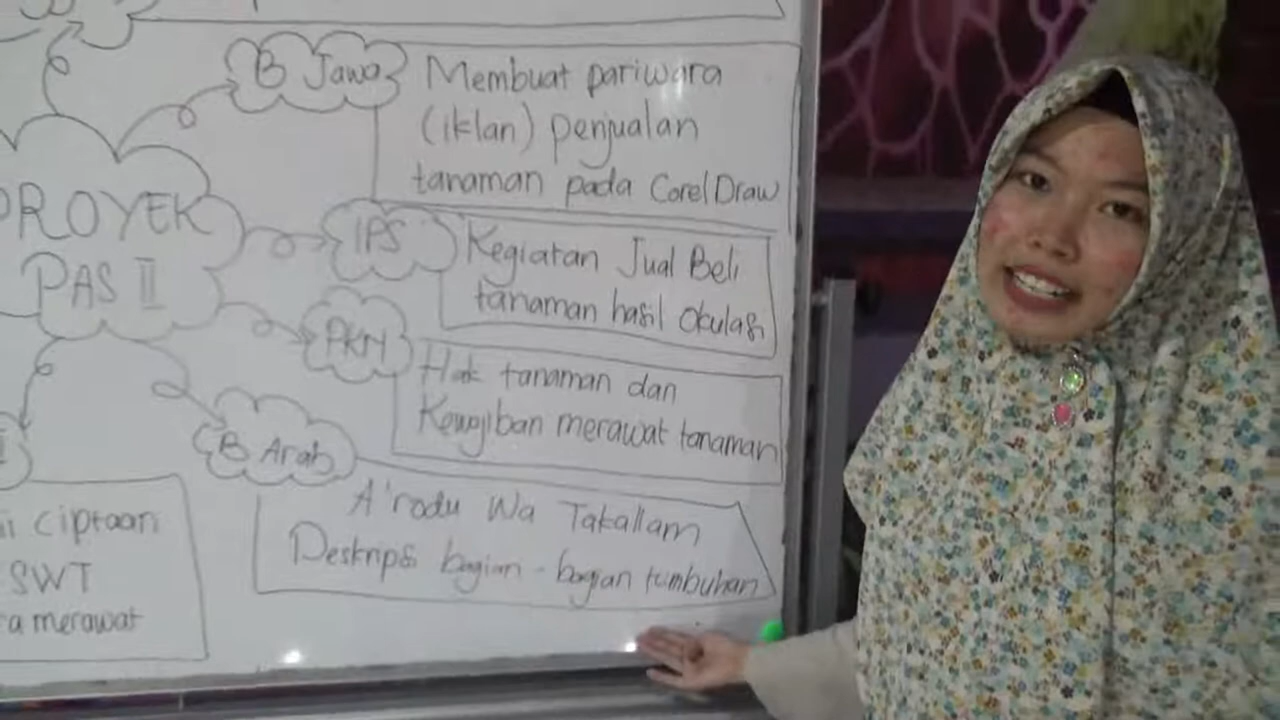 B Jawa
Membuat pariwara
(iklan) penjualan
tanaman pada CorelDraw
PROYEK
PAS II
IPS
Kegiatan Jual Beli
tanaman hasil Okulasi
PKN
Hak tanaman dan
Kewajiban merawat tanaman
B Arab
A'rodu Wa Takallam
Deskripsi bagian - bagian tumbuhan
ciptaan
SWT
merawat